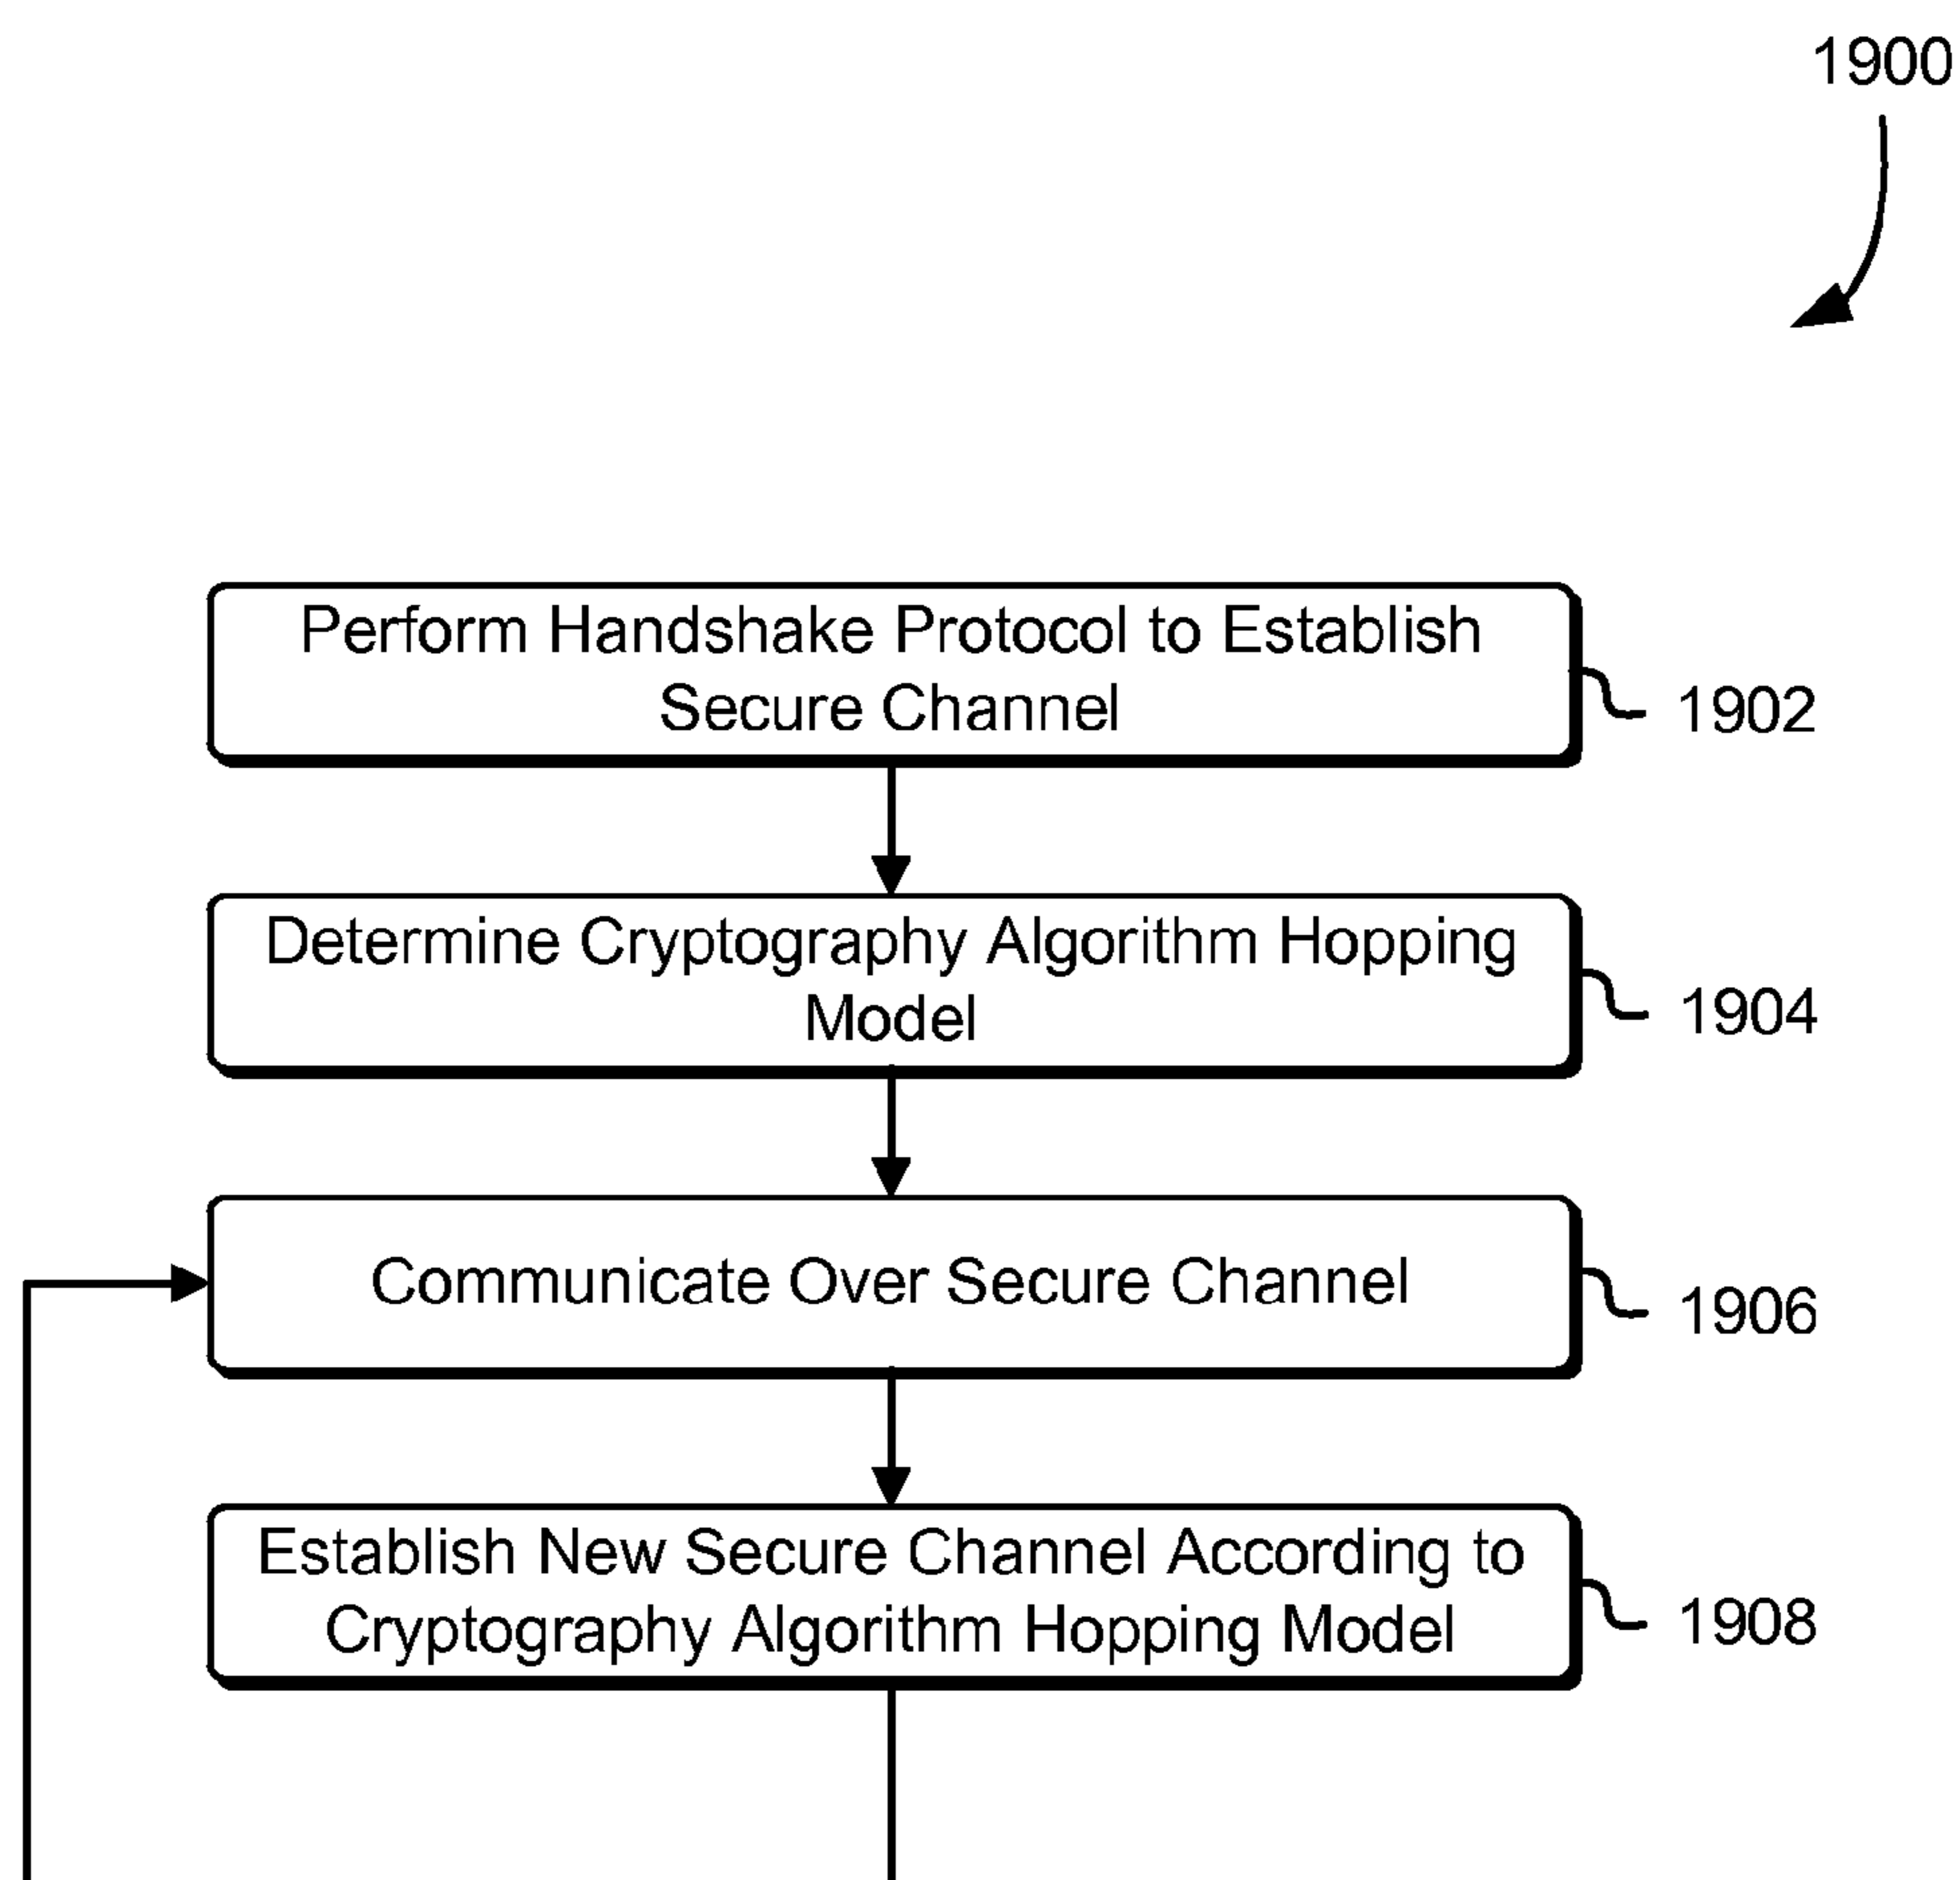 1900
Perform Handshake Protocol to Establish
Secure Channel
1902
Determine Cryptography Algorithm Hopping
Model
1904
Communicate Over Secure Channel
1906
Establish New Secure Channel According to
Cryptography Algorithm Hopping Model
1908